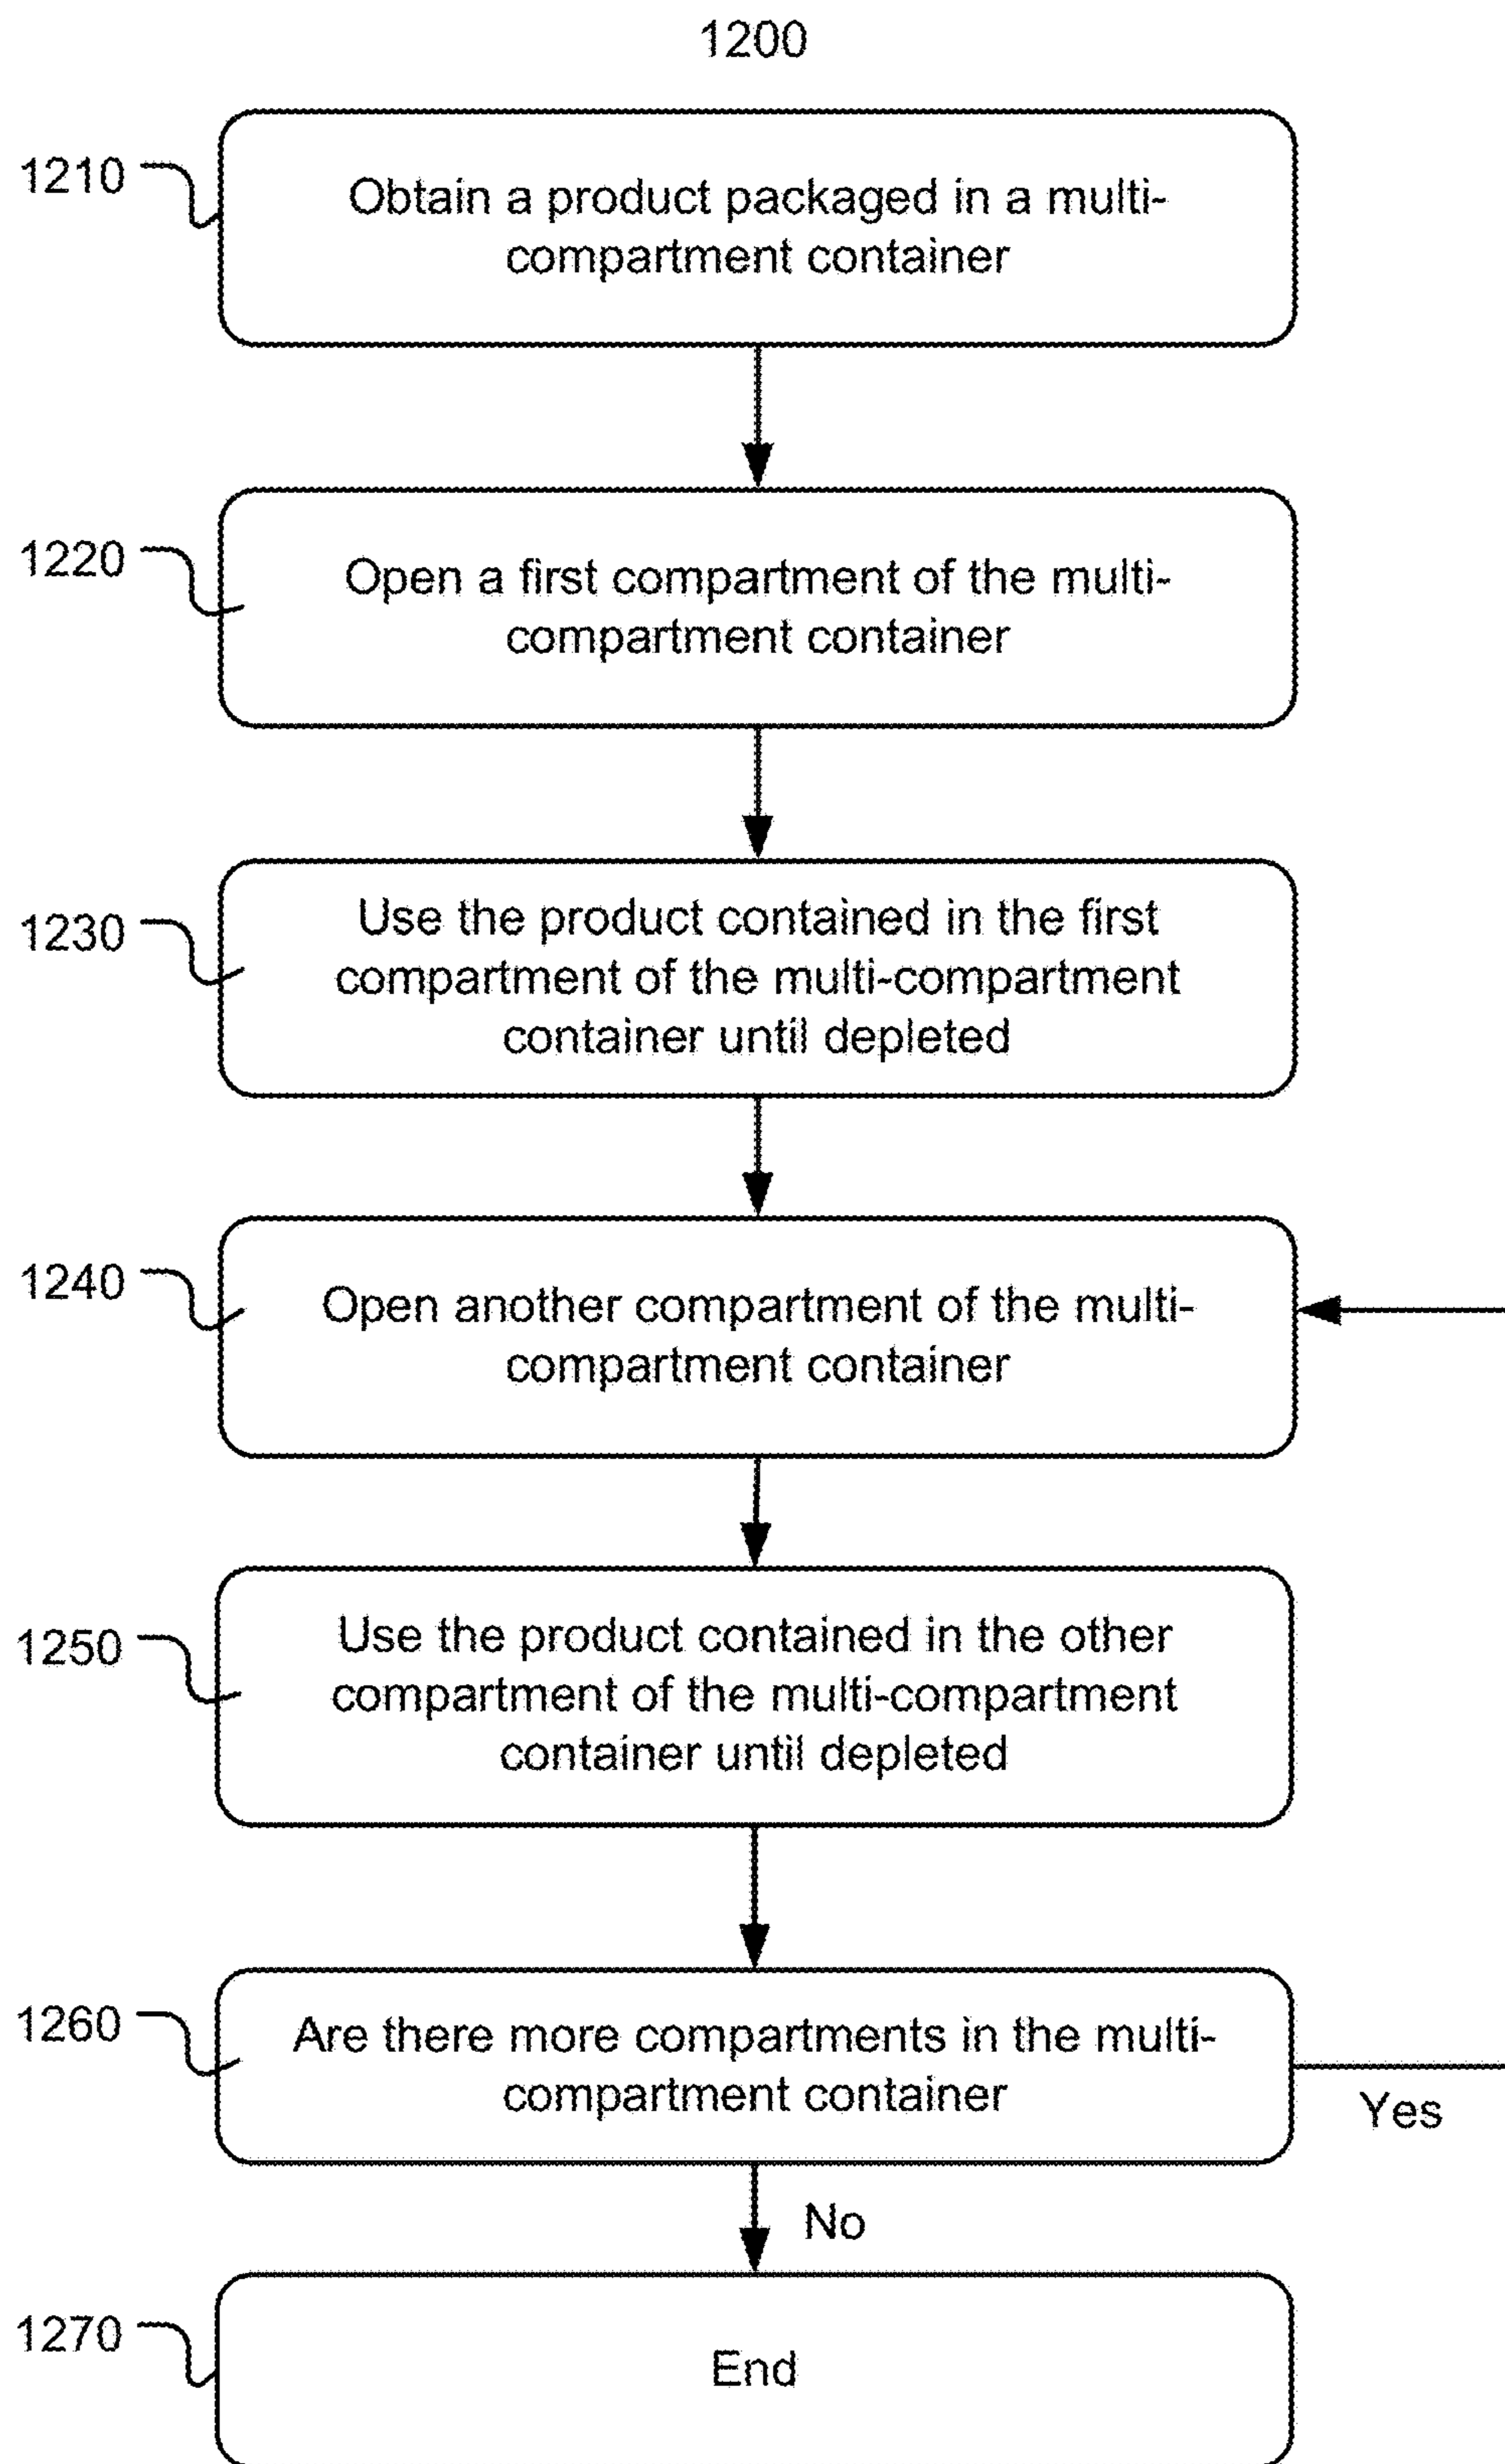 1200
1210
Obtain a product packaged in a multi-
compartment container
1220
Open a first compartment of the multi-
compartment container
1230
Use the product contained in the first
compartment of the multi-compartment
container until depleted
1240
Open another compartment of the multi-
compartment container
1250
Use the product contained in the other
compartment of the multi-compartment
container until depleted
1260
Are there more compartments in the multi-
compartment container
Yes
No
1270
End